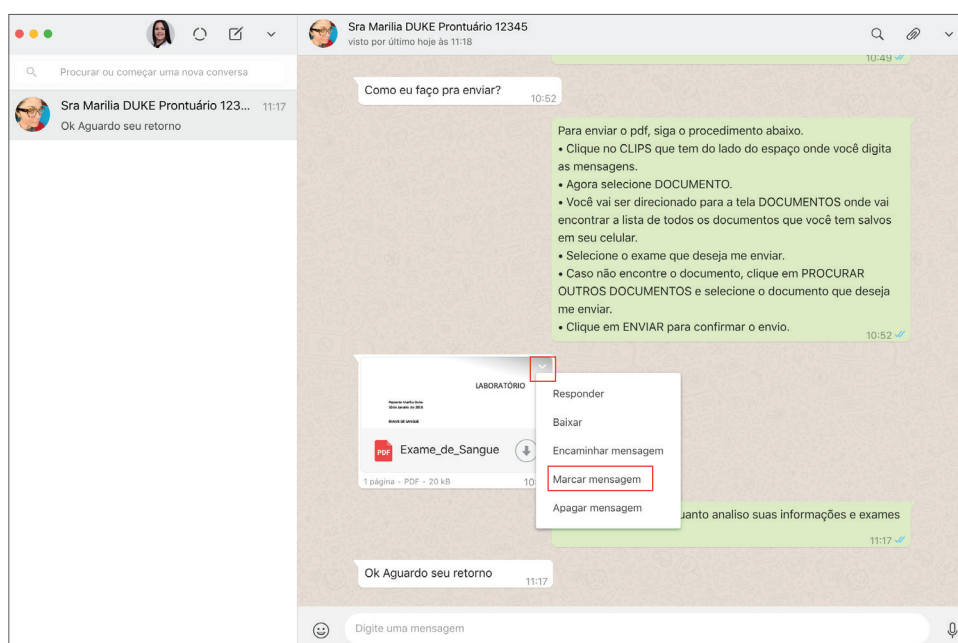 Procurar ou começar uma nova conversa
Sra Marilia DUKE Prontuário 123... 11:17
Ok Aguardo seu retorno
Sra Marilia DUKE Prontuário 12345
visto por último hoje às 11:18
10:49
Como eu faço pra enviar?
10:52
Para enviar o pdf, siga o procedimento abaixo.
• Clique no CLIPS que tem do lado do espaço onde você digita
as mensagens.
• Agora selecione DOCUMENTO.
• Você vai ser direcionado para a tela DOCUMENTOS onde vai
encontrar a lista de todos os documentos que você tem salvos
em seu celular.
• Selecione o exame que deseja me enviar.
• Caso não encontre o documento, clique em PROCURAR
OUTROS DOCUMENTOS e selecione o documento que deseja
me enviar.
• Clique em ENVIAR para confirmar o envio.
10:52
LABORATÓRIO
EXAME DE SANGUE
PDF Exame_de_Sangue
1 página - PDF - 20 kB
Responder
Baixar
Encaminhar mensagem
Marcar mensagem
Apagar mensagem
analiso suas informações e exames
11:17
Ok Aguardo seu retorno
11:17
Digite uma mensagem